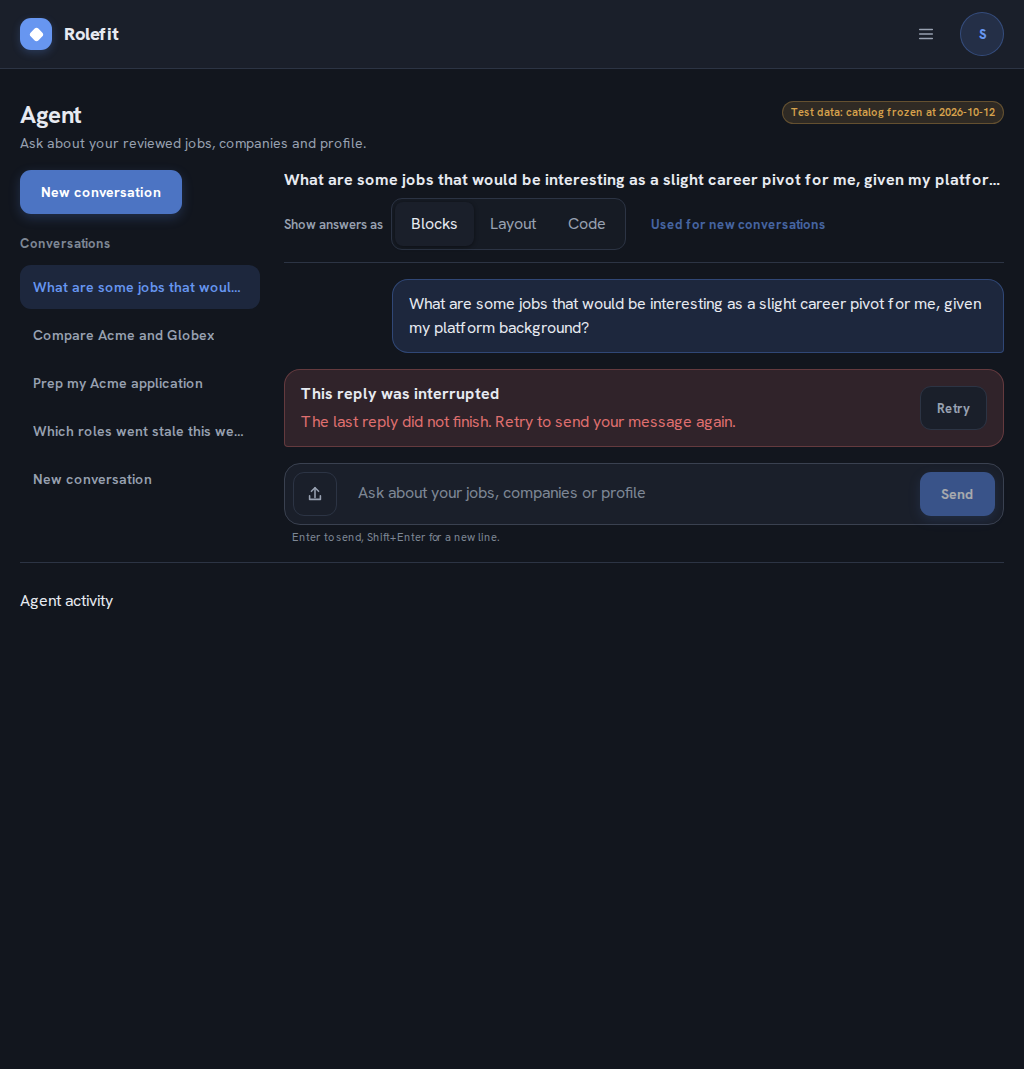 Rolefit
S
Agent
Test data: catalog frozen at 2026-10-12
Ask about your reviewed jobs, companies and profile.
New conversation
Conversations
What are some jobs that woul…
Compare Acme and Globex
Prep my Acme application
Which roles went stale this we…
New conversation
What are some jobs that would be interesting as a slight career pivot for me, given my platfor…
Show answers as
Blocks
Layout
Code
Used for new conversations
What are some jobs that would be interesting as a slight career pivot for me, given
my platform background?
This reply was interrupted
The last reply did not finish. Retry to send your message again.
Retry
Ask about your jobs, companies or profile
Send
Enter to send, Shift+Enter for a new line.
Agent activity